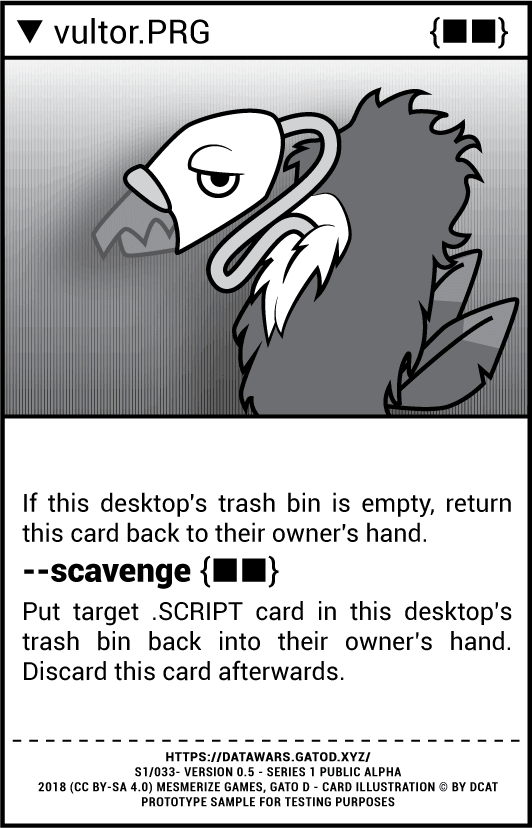 ▼ vultor.PRG {■■}
If this desktop's trash bin is empty, return
this card back to their owner's hand.
--scavenge {■■}
Put target .SCRIPT card in this desktop's
trash bin back into their owner's hand.
Discard this card afterwards.
HTTPS://DATAWARS.GATOD.XYZ/
S1/033- VERSION 0.5 - SERIES 1 PUBLIC ALPHA
2018 (CC BY-SA 4.0) MESMERIZE GAMES, GATO D - CARD ILLUSTRATION © BY DCAT
PROTOTYPE SAMPLE FOR TESTING PURPOSES